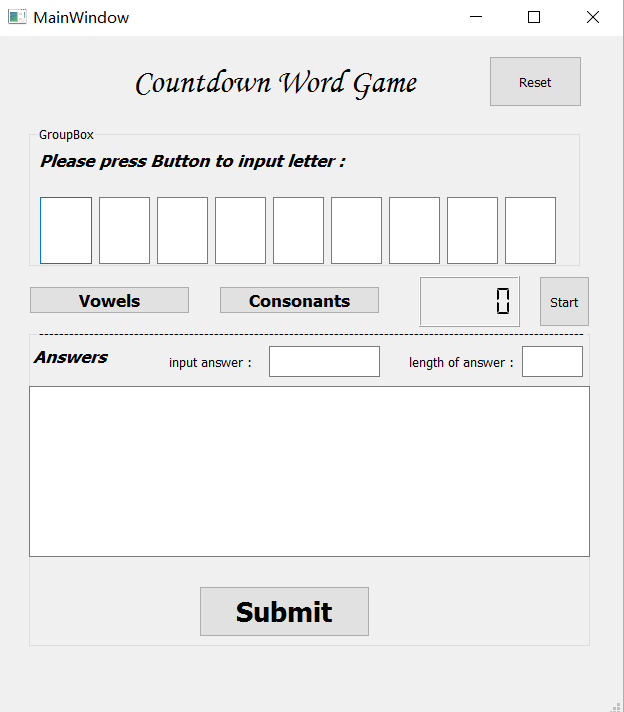 MainWindow
Countdown Word Game
Reset
GroupBox
Please press Button to input letter :
Vowels
Consonants
0
Start
Answers
input answer :
length of answer :
Submit